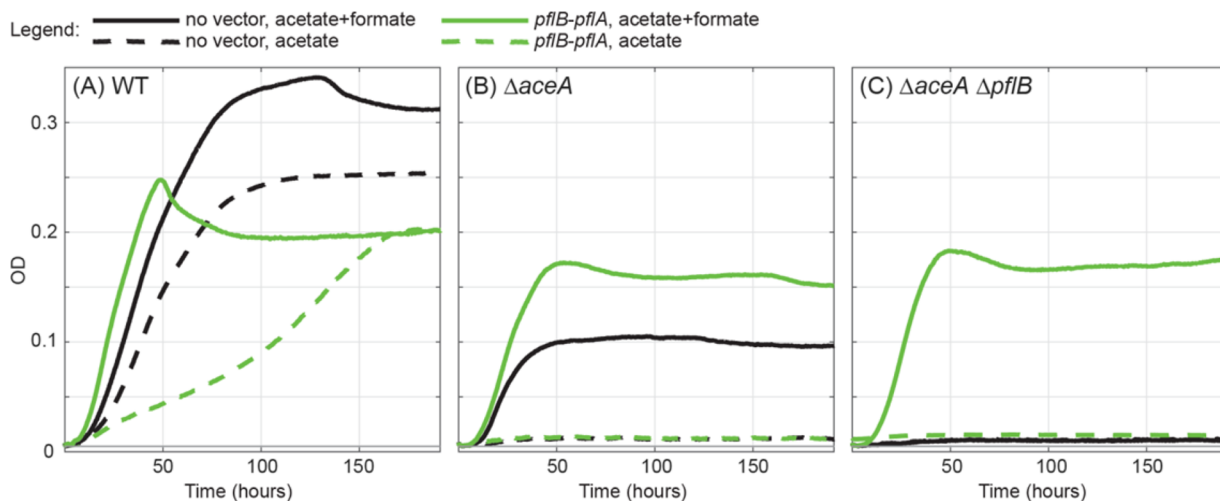 Legend: no vector, acetate+formate pflB-pflA, acetate+formate
no vector, acetate pflB-pflA, acetate
(A) WT (B) ΔaceA (C) ΔaceA ΔpflB
0.3
0.2
0.1
0
OD
50 100 150 50 100 150 50 100 150
Time (hours) Time (hours) Time (hours)